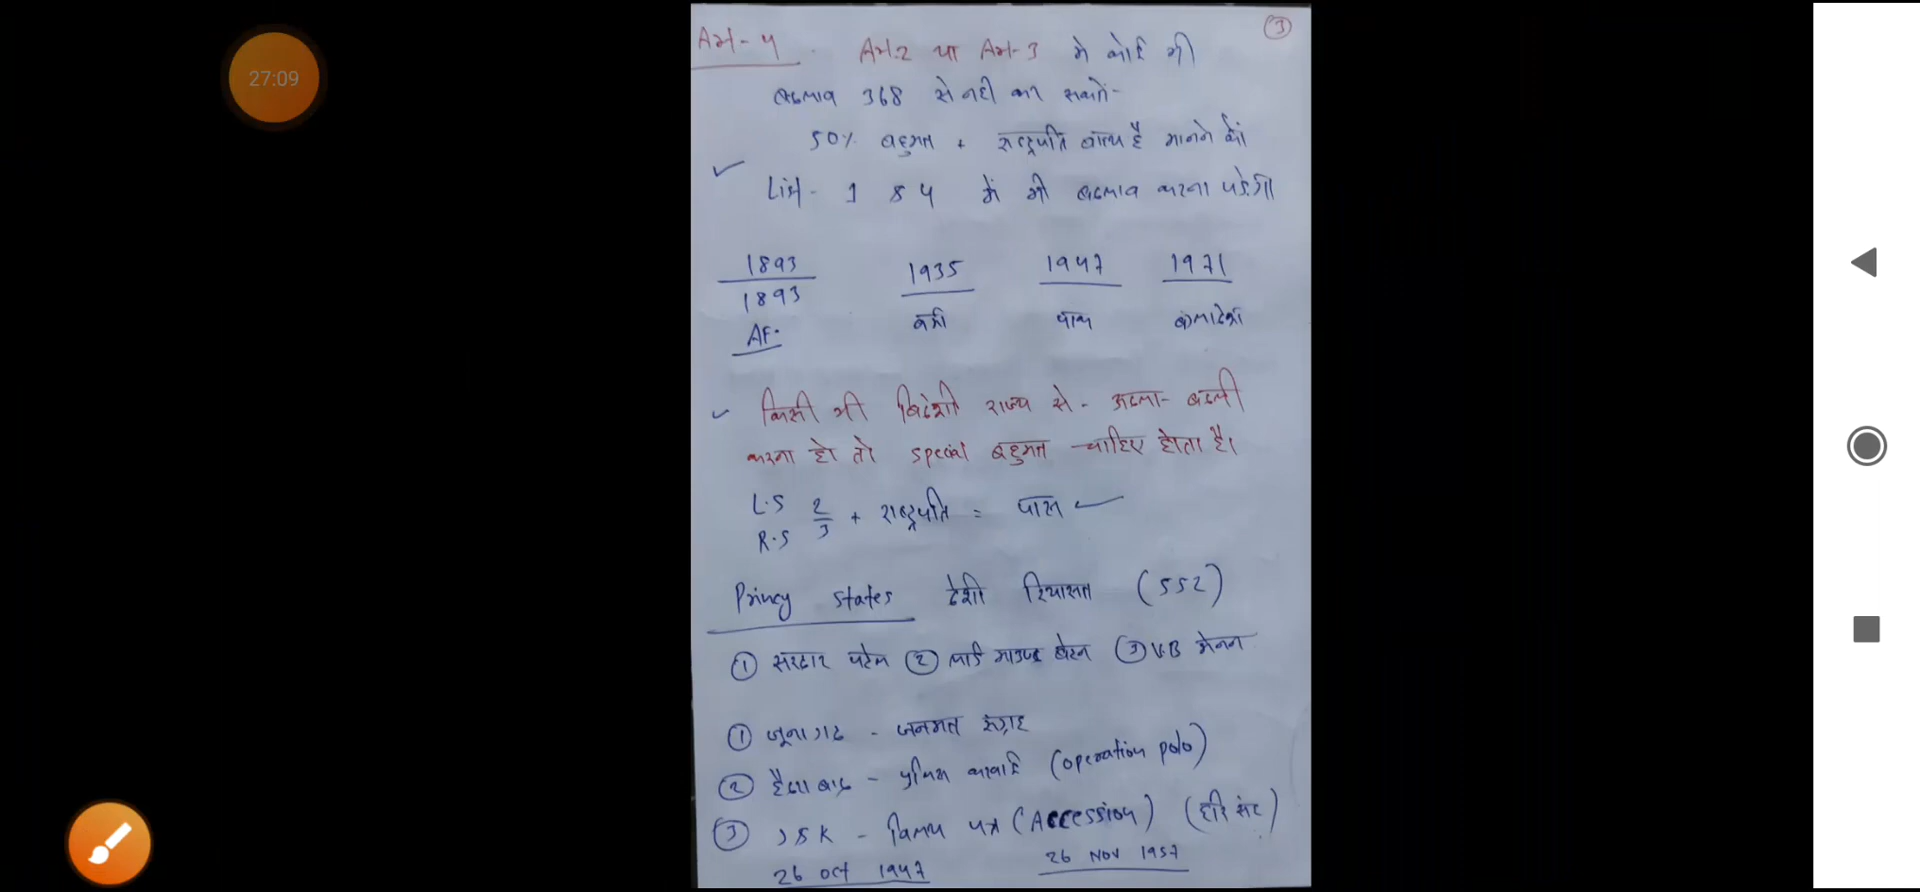 27:09
3
Art-4 Art-2 या Art-3 मे कोई भी
बदलाव 368 से नही कर सकते-
50% बहुमत + राष्ट्रपति बाध्य है मानने को
List- 1 & 4 में भी बदलाव करना पडेगा
1893 1935 1947 1971
1893 बर्मा पाक बंगलादेश
AF.
किसी भी विदेशी राज्य से - अदला-बदली
करना हो तो special बहुमत चाहिए होता है।
L.S 2/3 + राष्ट्रपति = पास
R.S
Princy States देशी रियासत (552)
① सरदार पटेल ② लार्ड माउण्ट बेटन ③ V.B मेनन
① जूनागढ - जनमत संग्रह
② हैदराबाद - पुलिस कार्वाई (operation polo)
③ J&K - विलय पत्र (Accession) (हरि सिंह)
26 Oct 1947 26 Nov 1957